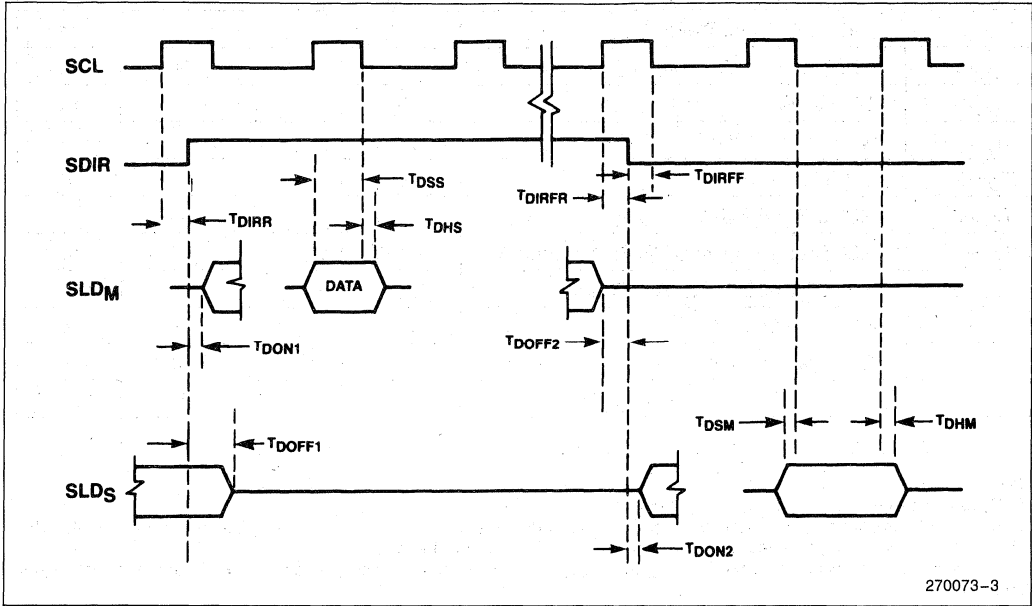 SCL
SDIR
TDSS
TDIRFF
TDIRFR
TDIRR
TDHS
SLDM
DATA
TDON1
TDOFF2
TDSM
TDHM
TDOFF1
SLDS
TDON2
270073-3